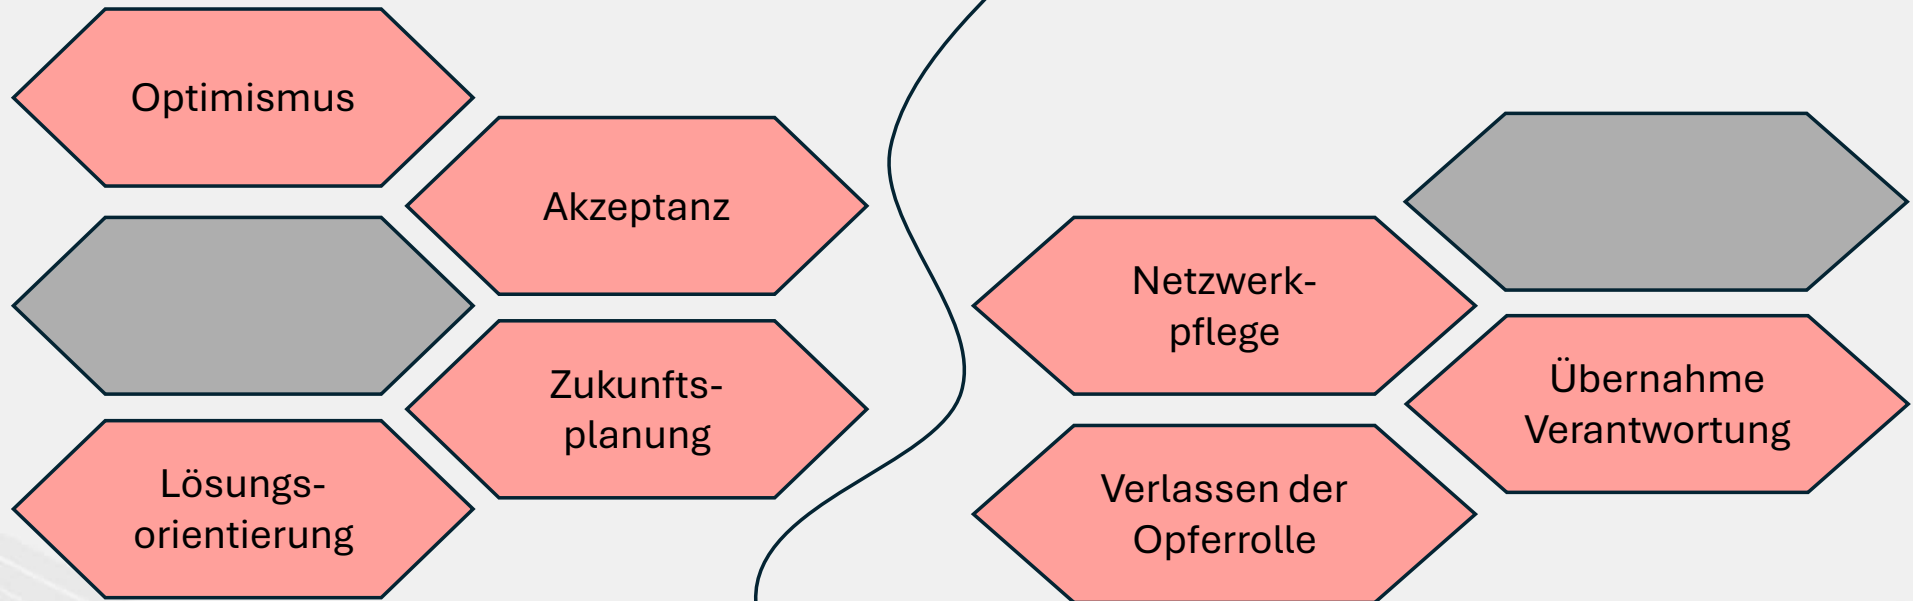 Optimismus
Akzeptanz
Zukunfts-
planung
Lösungs-
orientierung
Netzwerk-
pflege
Übernahme
Verantwortung
Verlassen der
Opferrolle